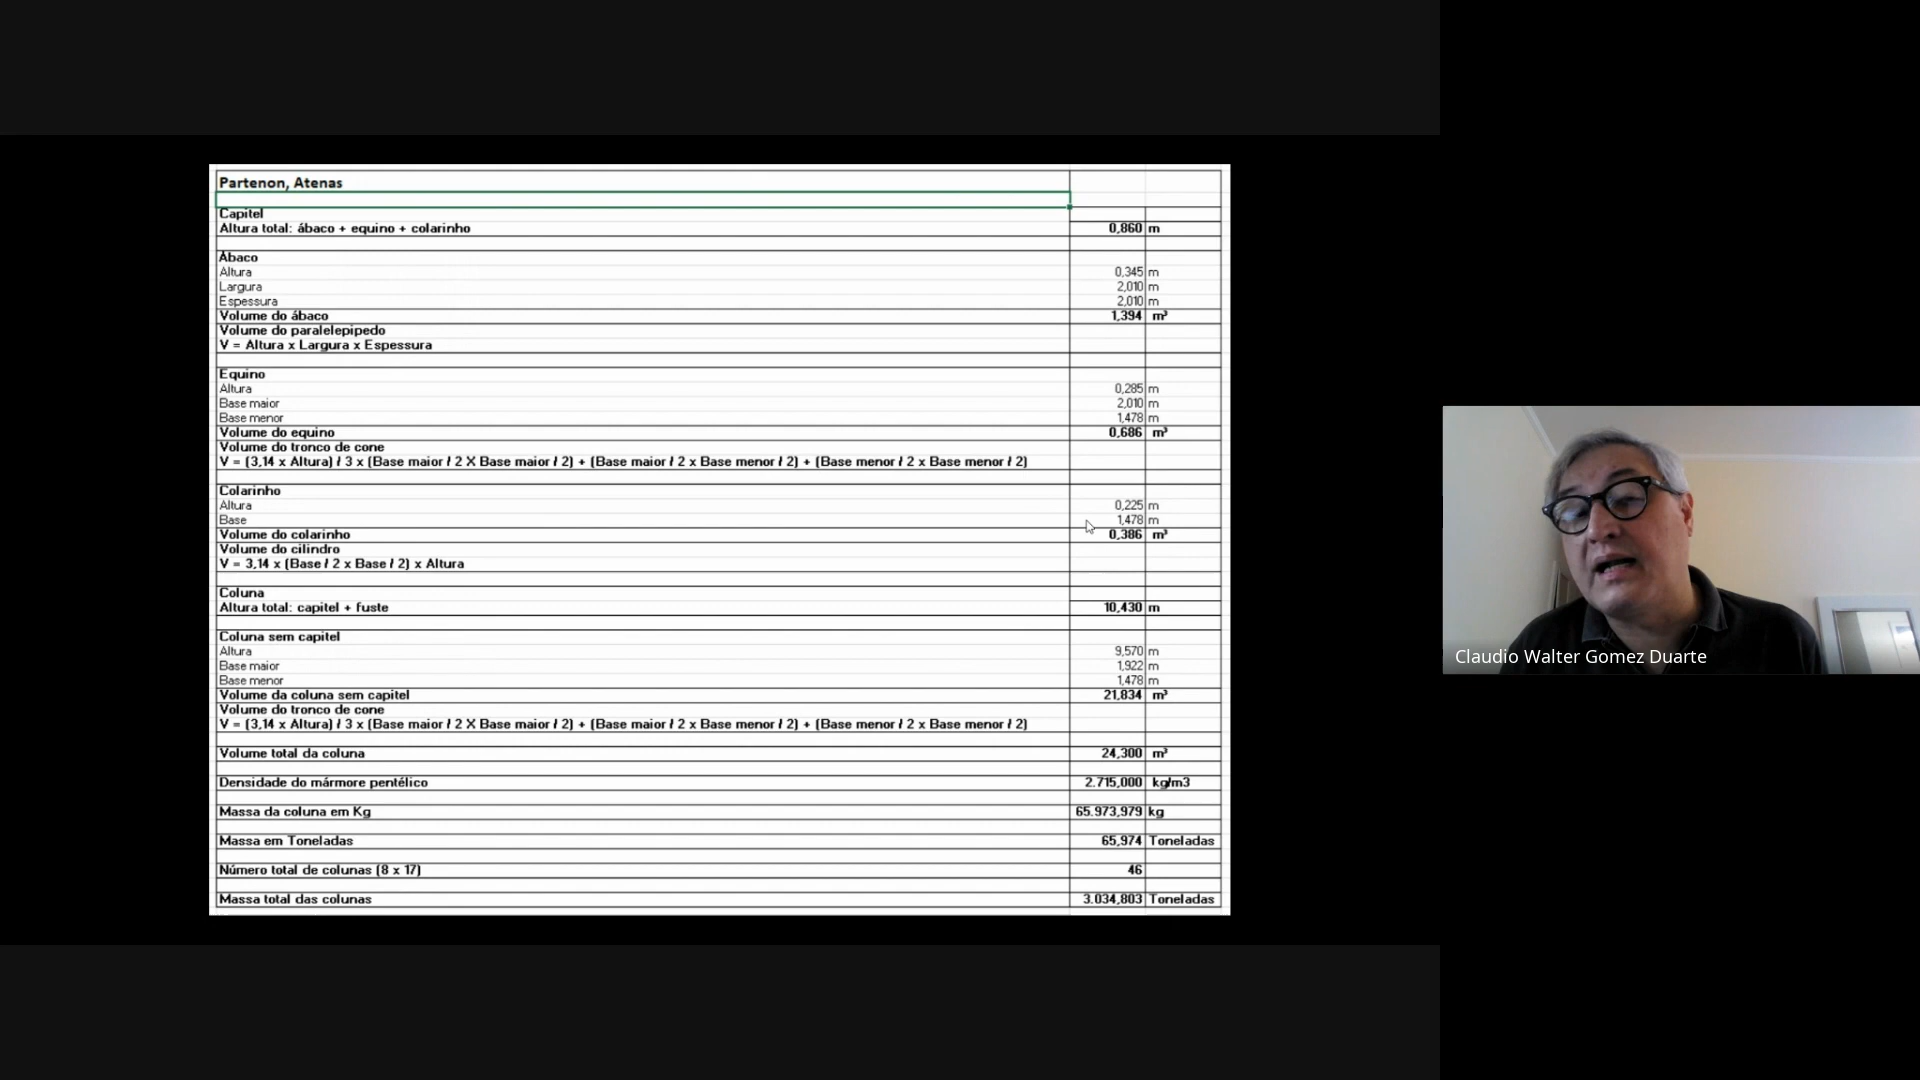 Partenon, Atenas
Capitel
Altura total: ábaco + equino + colarinho 0,860 m
Ábaco
Altura 0,345 m
Largura 2,010 m
Espessura 2,010 m
Volume do ábaco 1,394 m³
Volume do paralelepipedo
V = Altura x Largura x Espessura
Equino
Altura 0,285 m
Base maior 2,010 m
Base menor 1,478 m
Volume do equino 0,686 m³
Volume do tronco de cone
V = (3,14 x Altura) / 3 x (Base maior / 2 X Base maior / 2) + (Base maior / 2 x Base menor / 2) + (Base menor / 2 x Base menor / 2)
Colarinho
Altura 0,225 m
Base 1,478 m
Volume do colarinho 0,386 m³
Volume do cilindro
V = 3,14 x (Base / 2 x Base / 2) x Altura
Coluna
Altura total: capitel + fuste 10,430 m
Coluna sem capitel
Altura 9,570 m
Base maior 1,922 m
Base menor 1,478 m
Volume da coluna sem capitel 21,834 m³
Volume do tronco de cone
V = (3,14 x Altura) / 3 x (Base maior / 2 X Base maior / 2) + (Base maior / 2 x Base menor / 2) + (Base menor / 2 x Base menor / 2)
Volume total da coluna 24,300 m³
Densidade do mármore pentélico 2.715,000 kg/m3
Massa da coluna em Kg 65.973,979 kg
Massa em Toneladas 65,974 Toneladas
Número total de colunas (8 x 17) 46
Massa total das colunas 3.034,803 Toneladas
Claudio Walter Gomez Duarte